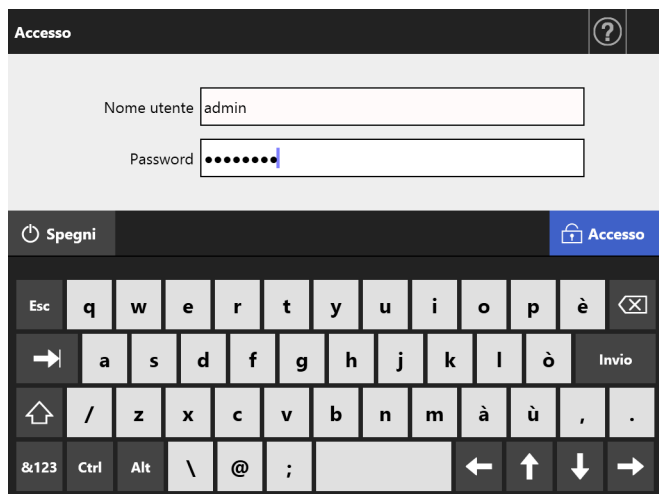 Accesso ?
Nome utente admin
Password ••••••••
Spegni Accesso
Esc q w e r t y u i o p è
a s d f g h j k l ò Invio
/ z x c v b n m à ù , .
&123 Ctrl Alt \ @ ;